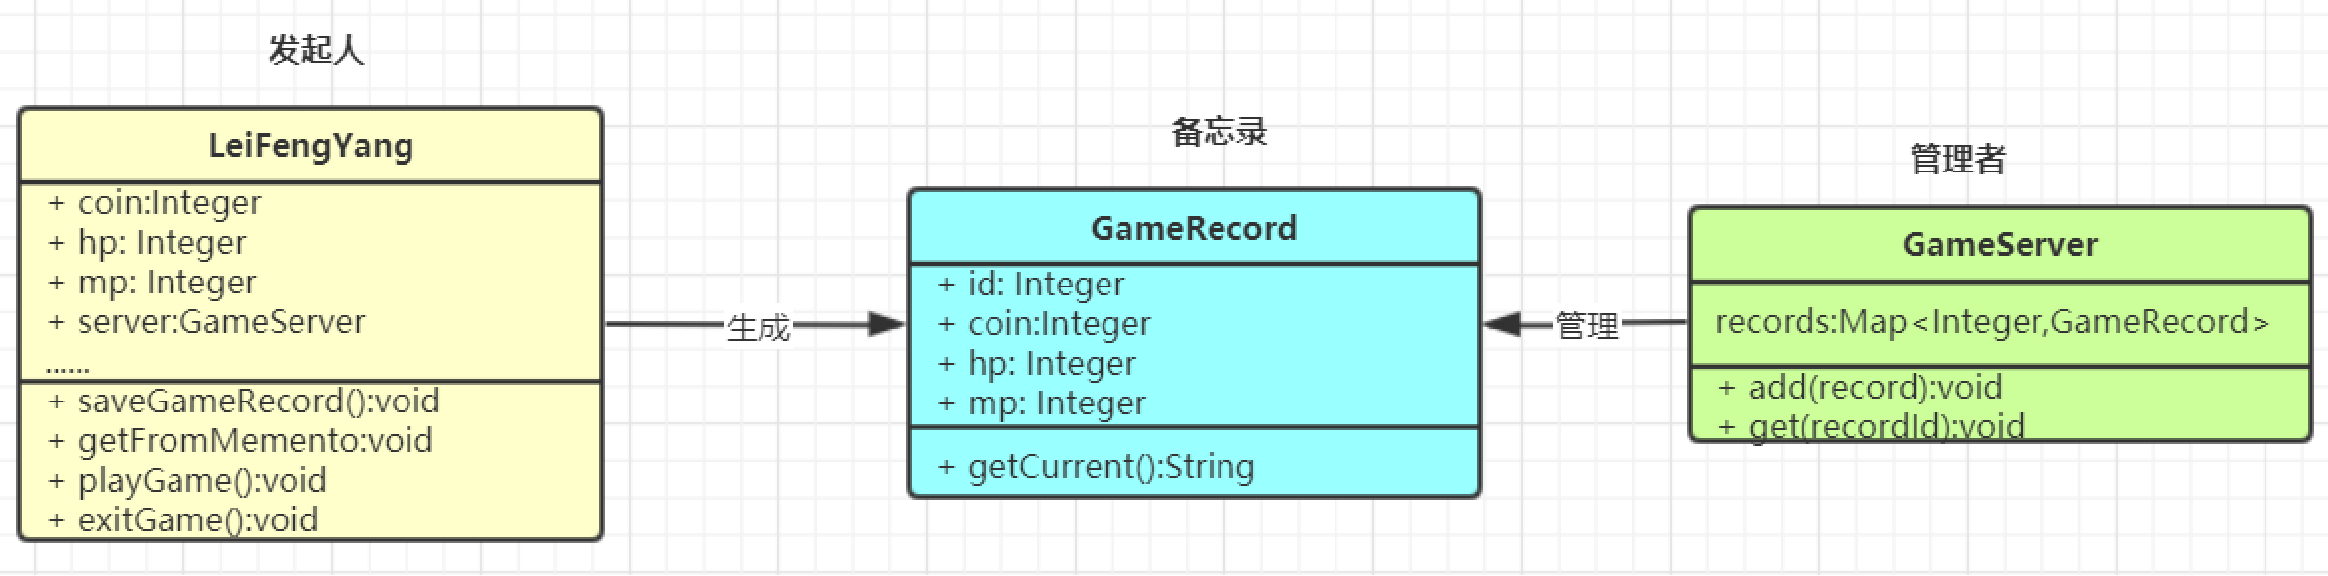 发起人
LeiFengYang
+ coin:Integer
+ hp: Integer
+ mp: Integer
+ server:GameServer
......
+ saveGameRecord():void
+ getFromMemento:void
+ playGame():void
+ exitGame():void
生成
备忘录
GameRecord
+ id: Integer
+ coin:Integer
+ hp: Integer
+ mp: Integer
+ getCurrent():String
管理
管理者
GameServer
records:Map<Integer,GameRecord>
+ add(record):void
+ get(recordId):void